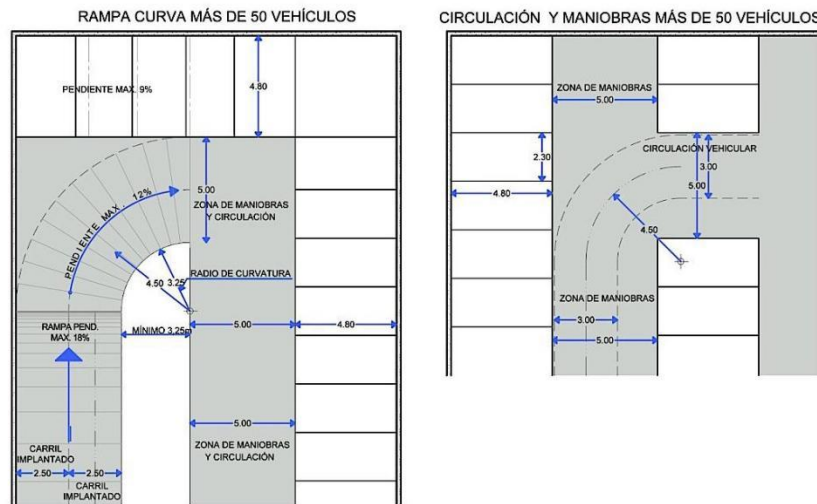 RAMPA CURVA MÁS DE 50 VEHÍCULOS
PENDIENTE MAX. 9%
4.80
5.00
ZONA DE MANIOBRAS
Y CIRCULACIÓN
PENDIENTE MAX. 12%
4.50
3.25
RADIO DE CURVATURA
RAMPA PEND.
MAX. 18%
MÍNIMO 3.25m
5.00
4.80
5.00
ZONA DE MANIOBRAS
Y CIRCULACIÓN
CARRIL
IMPLANTADO
2.50
2.50
CARRIL
IMPLANTADO
CIRCULACIÓN Y MANIOBRAS MÁS DE 50 VEHÍCULOS
ZONA DE MANIOBRAS
5.00
2.30
CIRCULACIÓN VEHICULAR
3.00
5.00
4.80
4.50
ZONA DE MANIOBRAS
3.00
5.00